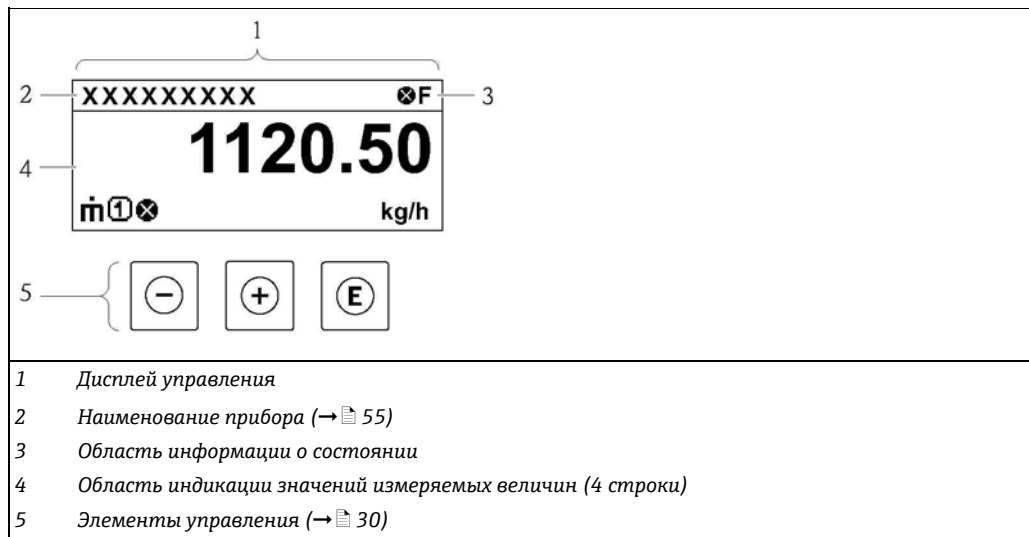 1
2 XXXXXXXXX ⊗F 3
1120.50
4
ṁ①⊗ kg/h
5 − + E
1 Дисплей управления
2 Наименование прибора (→ 🖹 55)
3 Область информации о состоянии
4 Область индикации значений измеряемых величин (4 строки)
5 Элементы управления (→ 🖹 30)